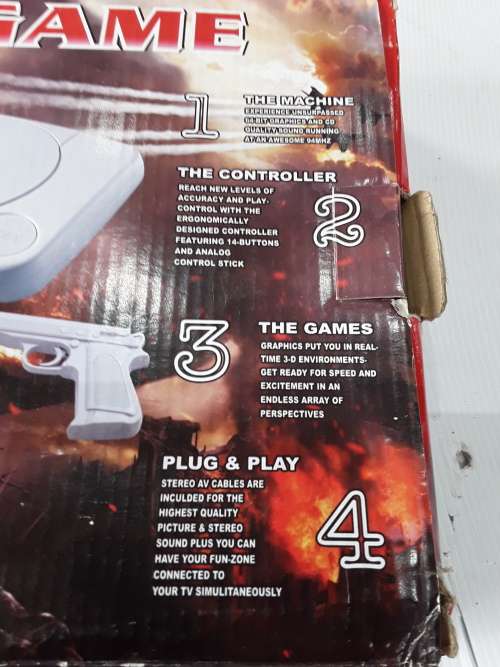 GAME
1
THE MACHINE
EXPERIENCE UNSURPASSED
64-BIT GRAPHICS AND CD
QUALITY SOUND RUNNING
AT AN AWESOME 94MHZ
THE CONTROLLER
REACH NEW LEVELS OF
ACCURACY AND PLAY-
CONTROL WITH THE
ERGONOMICALLY
DESIGNED CONTROLLER
FEATURING 14-BUTTONS
AND ANALOG
CONTROL STICK
2
3
THE GAMES
GRAPHICS PUT YOU IN REAL-
TIME 3-D ENVIRONMENTS-
GET READY FOR SPEED AND
EXCITEMENT IN AN
ENDLESS ARRAY OF
PERSPECTIVES
PLUG & PLAY
STEREO AV CABLES ARE
INCULDED FOR THE
HIGHEST QUALITY
PICTURE & STEREO
SOUND PLUS YOU CAN
HAVE YOUR FUN-ZONE
CONNECTED TO
YOUR TV SIMULITANEOUSLY
4